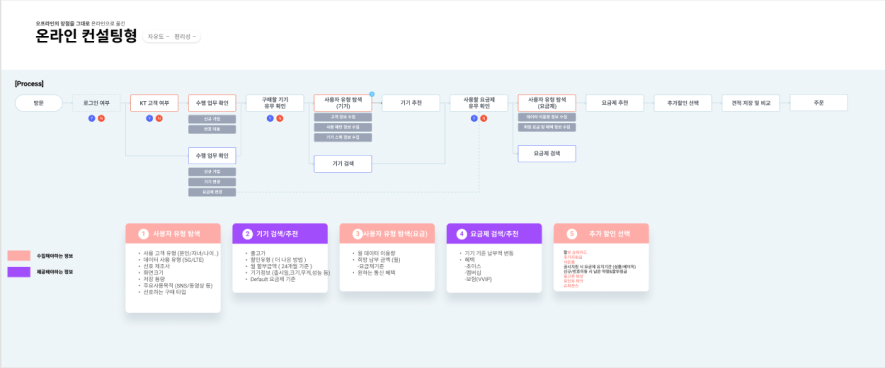 오프라인의 탐험을 그대로 온라인으로 옮긴
온라인 컨설팅형
자유도 – 편리성 –
[Process]
방문
로그인 여부
KT 고객 여부
수행 업무 확인
구매할 기기
유무 확인
사용자 유형 탐색
(기기)
기기 추천
사용할 요금제
유무 확인
사용자 유형 탐색
(요금제)
요금제 추천
추가할인 선택
견적 저장 및 비교
주문
Y
N
Y
N
신규 가입
번호 이동
Y
N
고객 정보 수집
사용 패턴 정보 수집
기기 스펙 정보 수집
Y
N
데이터 이용량 정보 수집
희망 요금 및 혜택 정보 수집
수행 업무 확인
기기 검색
요금제 검색
신규 가입
기기 변경
요금제 변경
수집해야하는 정보
제공해야하는 정보
1 사용자 유형 탐색
• 사용 고객 유형 (본인/자녀/나이..)
• 데이터 사용 유형 (5G/LTE)
• 선호 제조사
• 화면크기
• 저장 용량
• 주요사용목적 (SNS/동영상 등)
• 선호하는 구매 타입
2 기기 검색/추천
• 출고가
• 할인유형 ( 더 나은 방법 )
• 월 할부금액 ( 24개월 기준 )
• 기기정보 (출시일,크기,무게,성능 등)
• Default 요금제 기준
3 사용자 유형 탐색(요금)
• 월 데이터 이용량
• 희망 납부 금액 (월)
-요금제기준
• 원하는 통신 혜택
4 요금제 검색/추천
• 기기 기준 납부액 변동
• 혜택
-초이스
-멤버십
-보험(VVIP)
5 추가 할인 선택